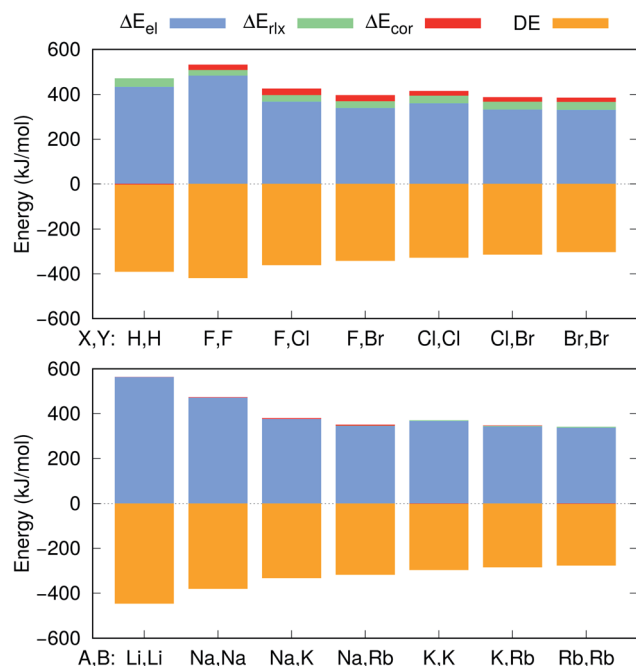 ΔE_el ΔE_rlx ΔE_cor DE
600
400
200
0
−200
−400
−600
Energy (kJ/mol)
X,Y: H,H F,F F,Cl F,Br Cl,Cl Cl,Br Br,Br
600
400
200
0
−200
−400
−600
Energy (kJ/mol)
A,B: Li,Li Na,Na Na,K Na,Rb K,K K,Rb Rb,Rb